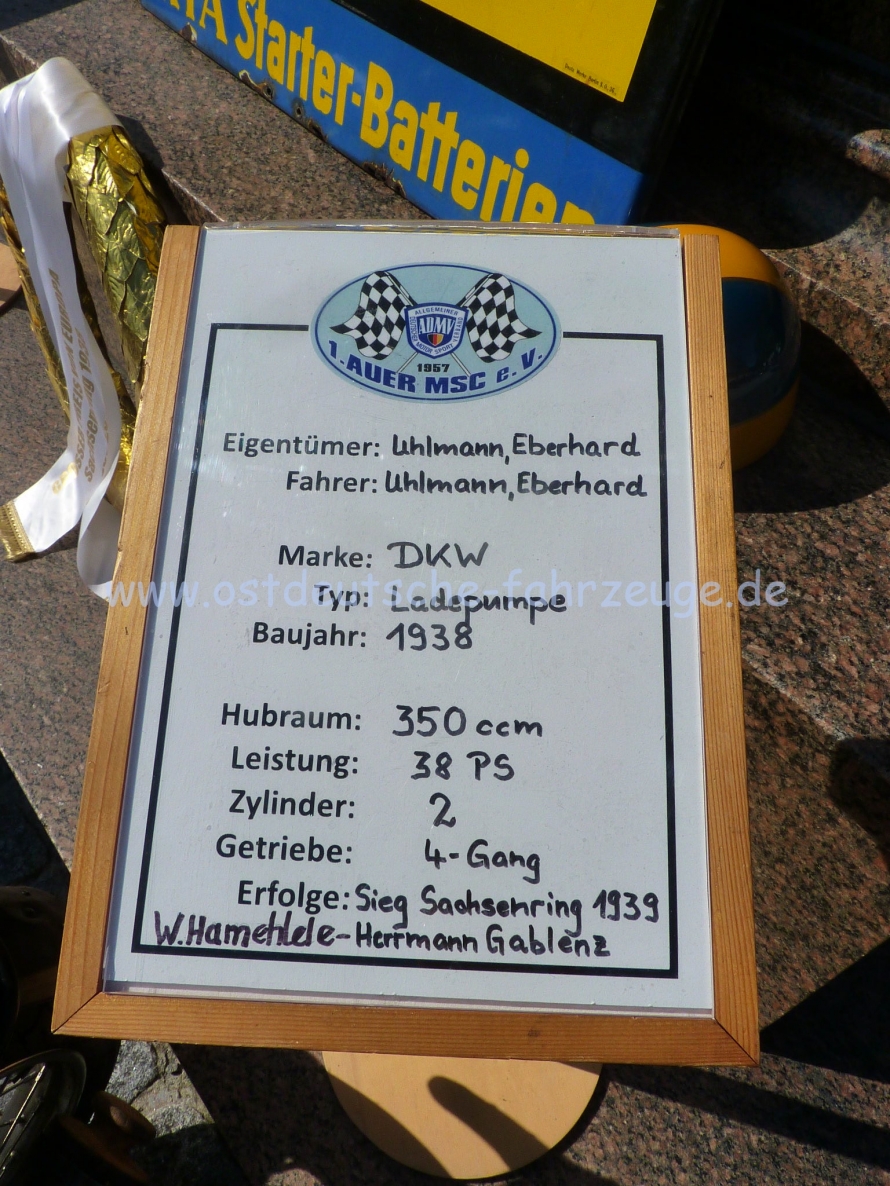 Starter-Batterien
ALLGEMEINER
ADMV
1957
1. AUER MSC e. V.
Eigentümer: Uhlmann, Eberhard
Fahrer: Uhlmann, Eberhard
Marke: DKW
Typ: Ladepumpe
www.ostdeutsche-fahrzeuge.de
Baujahr: 1938
Hubraum: 350 ccm
Leistung: 38 PS
Zylinder: 2
Getriebe: 4-Gang
Erfolge: Sieg Sachsenring 1939
W. Hamehlele - Herrmann Gablenz